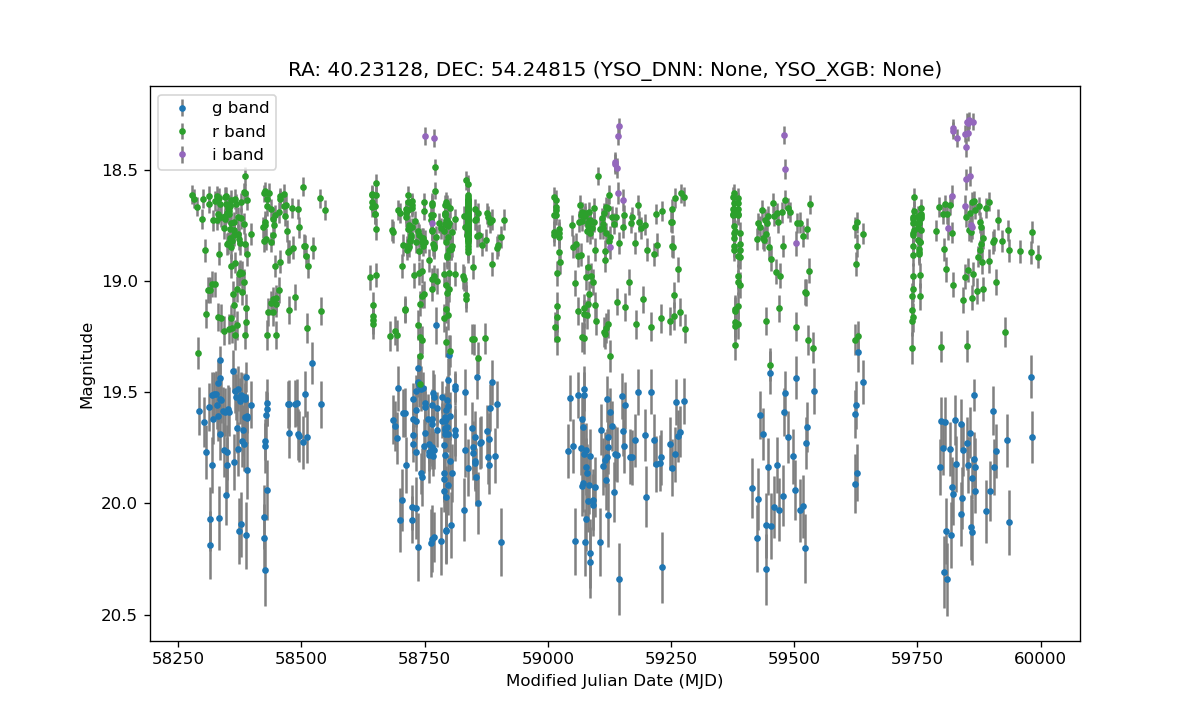 RA: 40.23128, DEC: 54.24815 (YSO_DNN: None, YSO_XGB: None)
g band
r band
i band
18.5
19.0
19.5
20.0
20.5
Magnitude
58250 58500 58750 59000 59250 59500 59750 60000
Modified Julian Date (MJD)